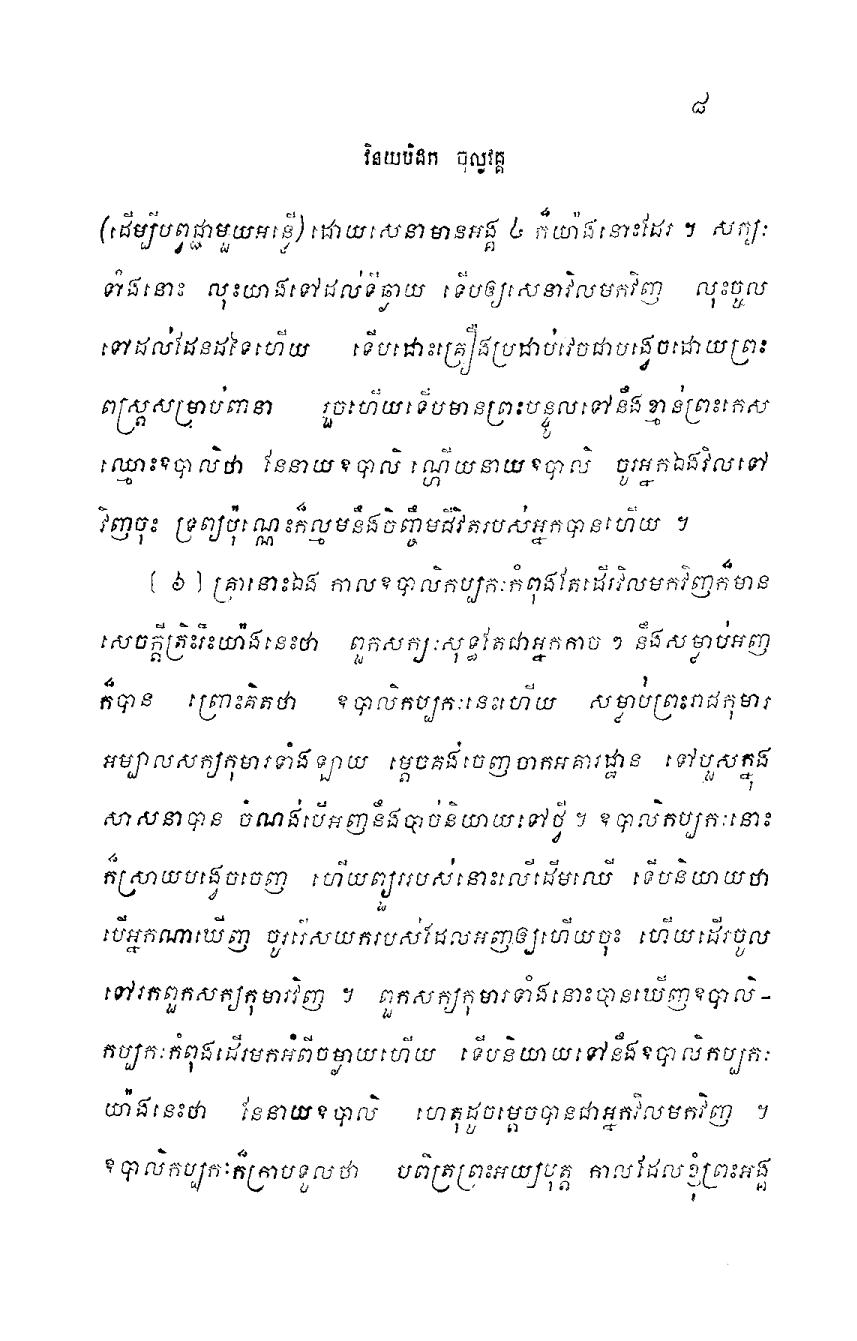 ៨
វិនយបិដក ចុល្លវគ្គ
(ដើម្បីបព្វជ្ជាមួយអន្ធើ) ដោយសេនាមានអង្គ ៤ ក៏យ៉ាងនោះដែរ ។ សក្យៈ
ទាំងនោះ លុះយាងទៅដល់ទីឆ្ងាយ ទើបឲ្យសេនាវិលមកវិញ លុះចូល
ទៅដល់ដែនដទៃហើយ ទើបដោះគ្រឿងប្រដាប់វេចជាបង្វេចដោយព្រះ
ពស្ត្រសម្រាប់ពានា រួចហើយទើបមានព្រះបន្ទូលទៅនឹងខ្មាន់ព្រះកេស
ឈ្មោះឧបាលិថា នែនាយឧបាលិ ណ្ហើយនាយឧបាលិ ចូរអ្នកឯងវិលទៅ
វិញចុះ ទ្រព្យប៉ុណ្ណេះក៏ល្មមនឹងចិញ្ចឹមជីវិតរបស់អ្នកបានហើយ ។
[ ៦ ] គ្រានោះឯង កាលឧបាលិកប្បកៈកំពុងតែដើរវិលមកវិញក៏មាន
សេចក្តីត្រិះរិះយ៉ាងនេះថា ពួកសក្យៈសុទ្ធតែជាអ្នកកាច ៗ នឹងសម្លាប់អញ
ក៏បាន ព្រោះគិតថា ឧបាលិកប្បកៈនេះហើយ សម្លាប់ព្រះរាជកុមារ
អម្បាលសក្យកុមារទាំងឡាយ ម្តេចគង់ចេញចាកអគារដ្ឋាន ទៅបួសក្នុង
សាសនាបាន ចំណង់បើអញនឹងបាច់និយាយទៅថ្វី ។ ឧបាលិកប្បកៈនោះ
ក៏ស្រាយបង្វេចចេញ ហើយព្យួររបស់នោះលើដើមឈើ ទើបនិយាយថា
បើអ្នកណាឃើញ ចូររើសយករបស់ដែលអញឲ្យហើយចុះ ហើយដើរចូល
ទៅរកពួកសក្យកុមារវិញ ។ ពួកសក្យកុមារទាំងនោះបានឃើញឧបាលិ-
កប្បកៈកំពុងដើរមកអំពីចម្ងាយហើយ ទើបនិយាយទៅនឹងឧបាលិកប្បកៈ
យ៉ាងនេះថា នែនាយឧបាលិ ហេតុដូចម្តេចបានជាអ្នកវិលមកវិញ ។
ឧបាលិកប្បកៈក៏ក្រាបទូលថា បពិត្រព្រះអយ្យបុត្ត កាលដែលខ្ញុំព្រះអង្គ